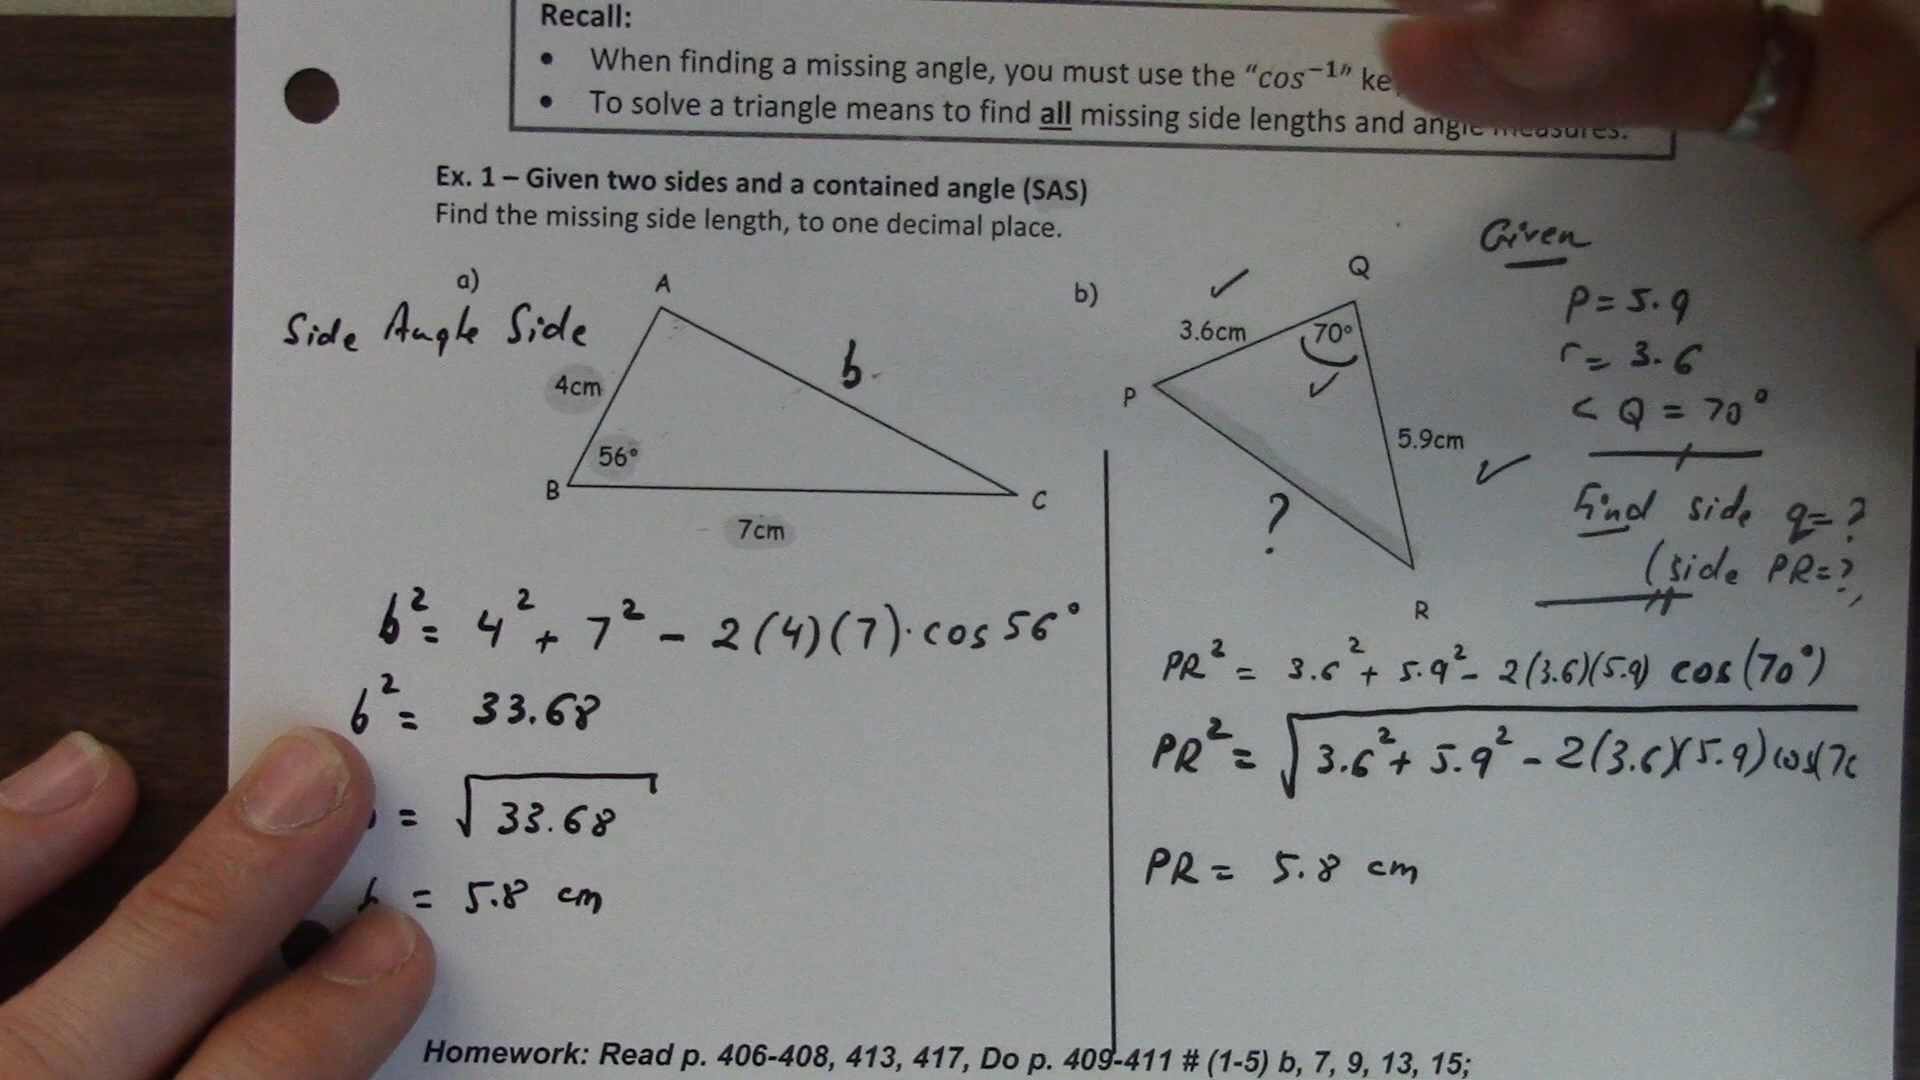 Recall:
• When finding a missing angle, you must use the "cos⁻¹"
• To solve a triangle means to find all missing side lengths and angle measures.
Ex. 1 – Given two sides and a contained angle (SAS)
Find the missing side length, to one decimal place.
a)
Side Angle Side
A
4cm
b
56°
B
C
7cm
b² = 4² + 7² - 2(4)(7)·cos 56°
b² = 33.68
= √33.68
b = 5.8 cm
b)
Q
3.6cm
70°
P
5.9cm
?
R
Given
p = 5.9
r = 3.6
< Q = 70°
Find side q = ?
(side PR = ?
PR² = 3.6² + 5.9² - 2(3.6)(5.9) cos(70°)
PR² = √3.6² + 5.9² - 2(3.6)(5.9) cos(70
PR = 5.8 cm
Homework: Read p. 406-408, 413, 417, Do p. 409-411 # (1-5) b, 7, 9, 13, 15;